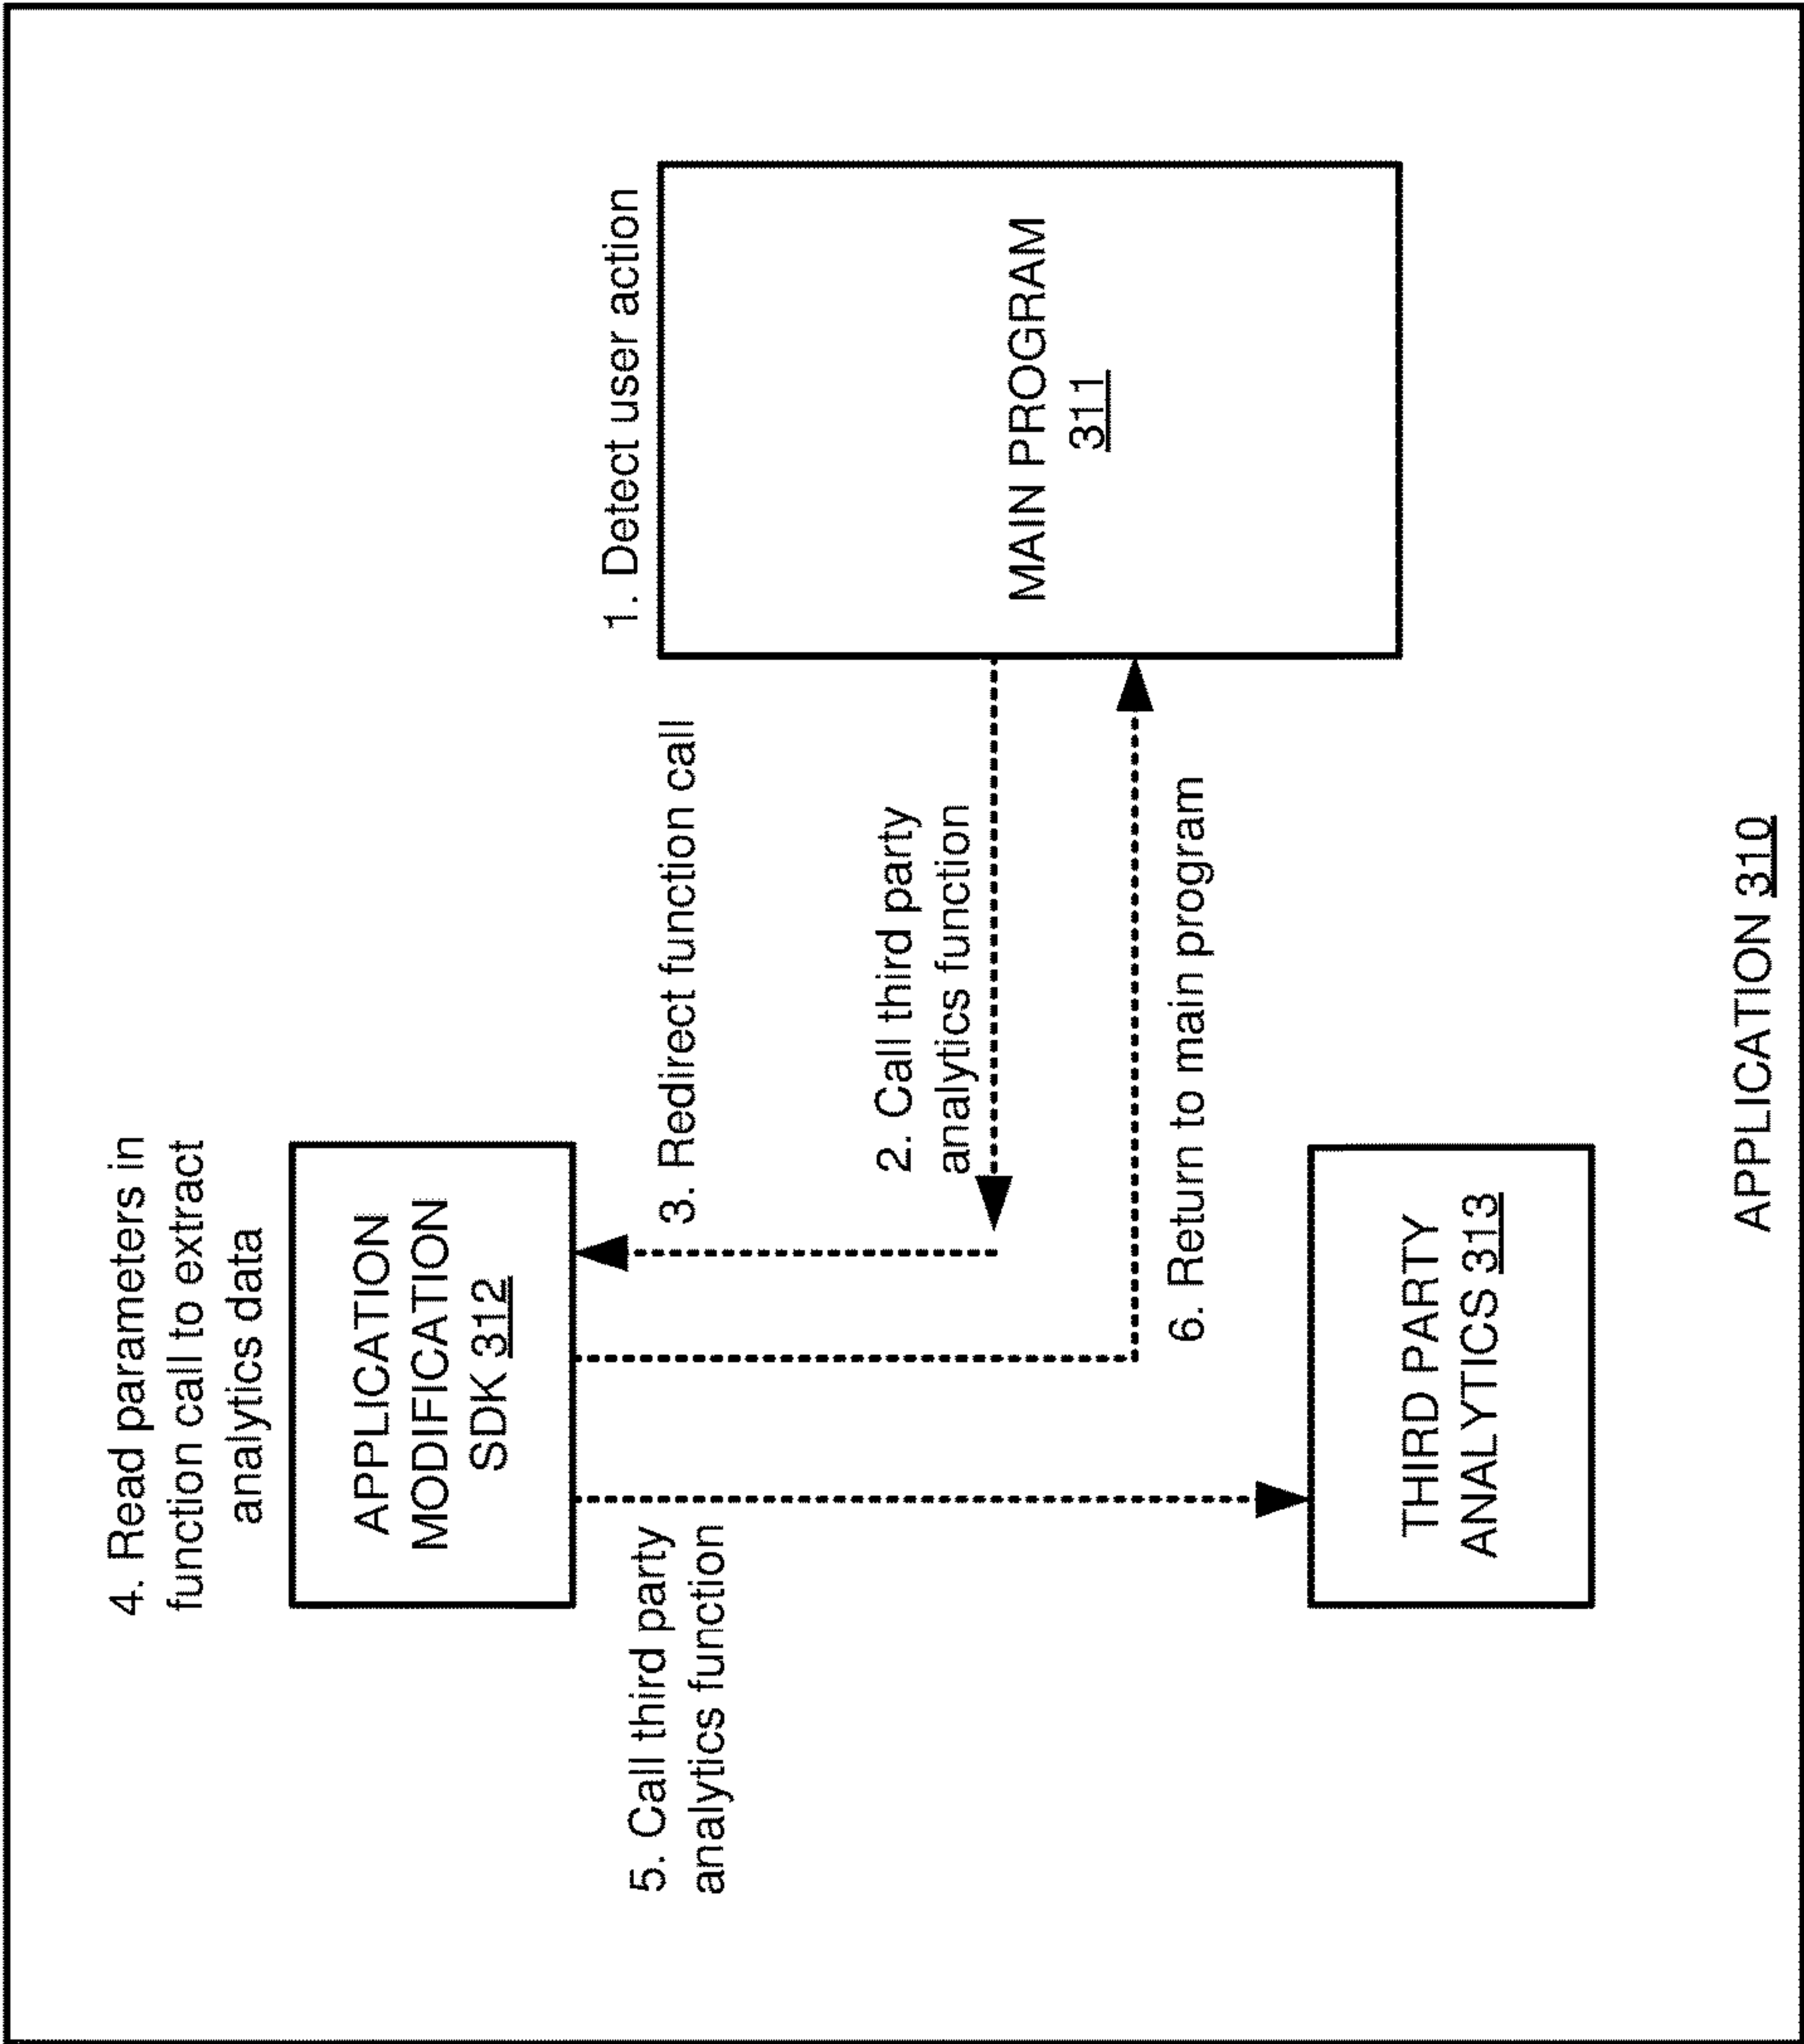 4. Read parameters in
function call to extract
analytics data
APPLICATION
MODIFICATION
SDK 312
1. Detect user action
MAIN PROGRAM
311
3. Redirect function call
2. Call third party
analytics function
5. Call third party
analytics function
6. Return to main program
THIRD PARTY
ANALYTICS 313
APPLICATION 310